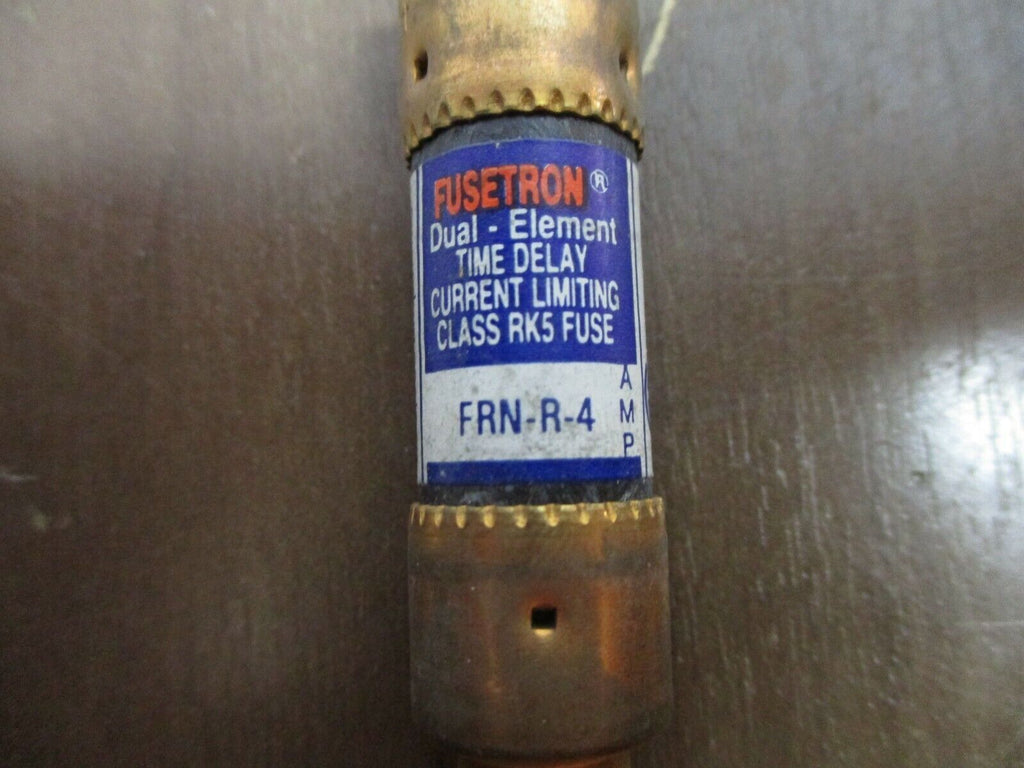 FUSETRON ®
Dual - Element
TIME DELAY
CURRENT LIMITING
CLASS RK5 FUSE
FRN-R-4
AMP